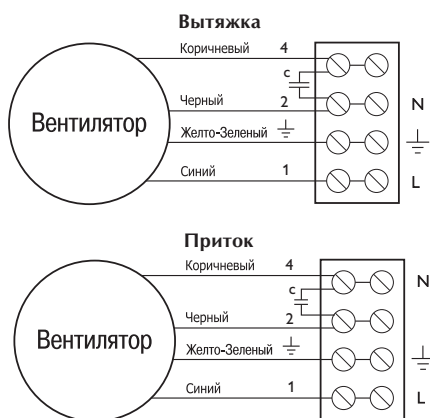 Вытяжка
Коричневый 4
c
Черный 2 N
Вентилятор
Желто-Зеленый
Синий 1 L
Приток
Коричневый 4 N
c
Черный 2
Вентилятор
Желто-Зеленый
Синий 1 L